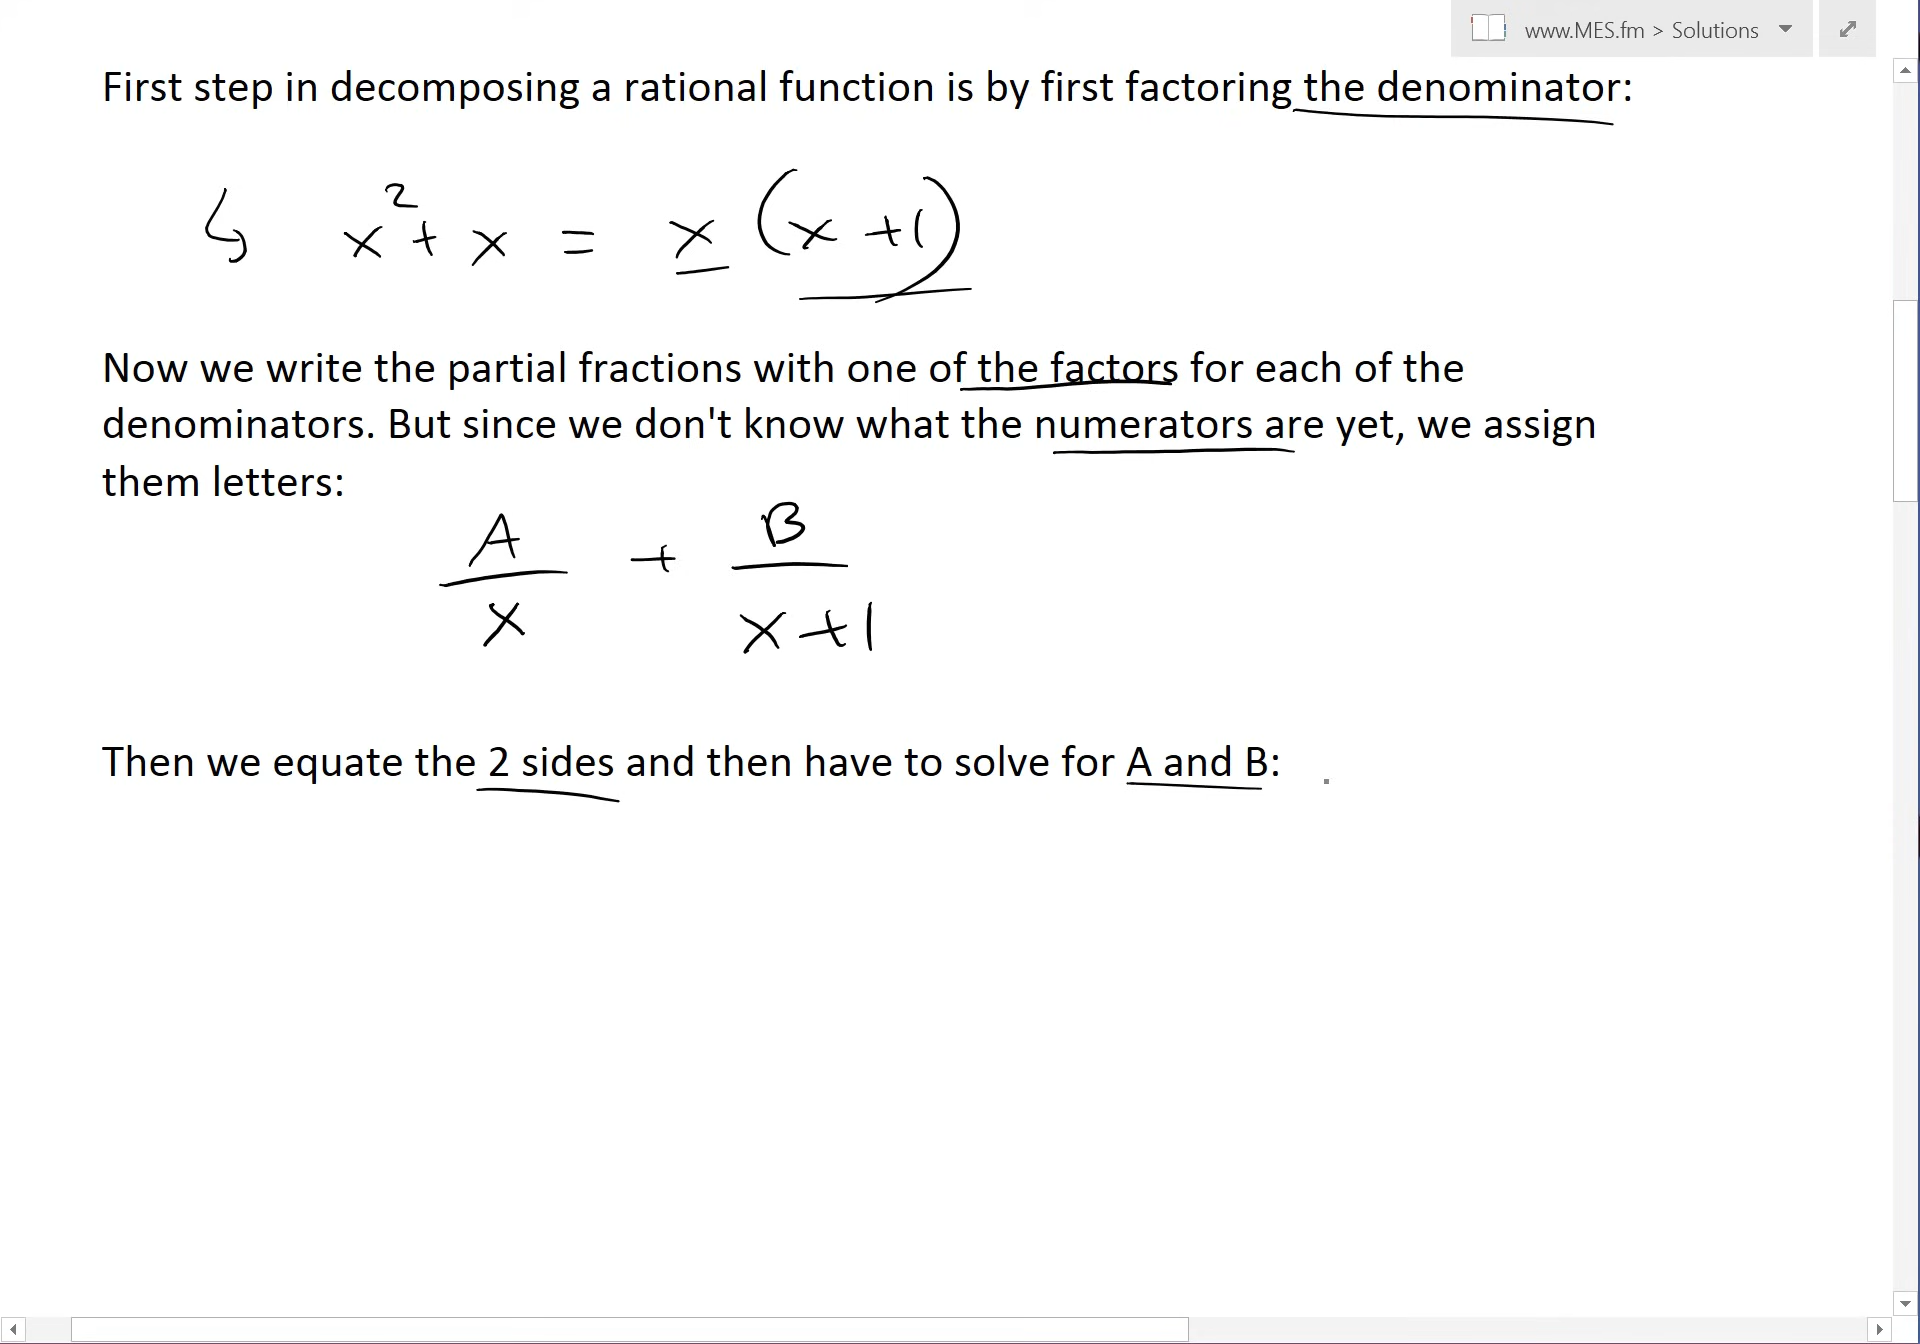 www.MES.fm > Solutions
First step in decomposing a rational function is by first factoring the denominator:
↳ x² + x = x (x + 1)
Now we write the partial fractions with one of the factors for each of the
denominators. But since we don't know what the numerators are yet, we assign
them letters:
A/x + B/(x+1)
Then we equate the 2 sides and then have to solve for A and B: